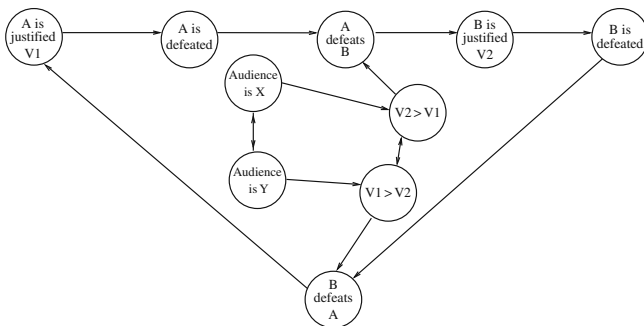 A is
justified
V1
A is
defeated
A
defeats
B
B is
justified
V2
B is
defeated
Audience
is X
V2 > V1
Audience
is Y
V1 > V2
B
defeats
A